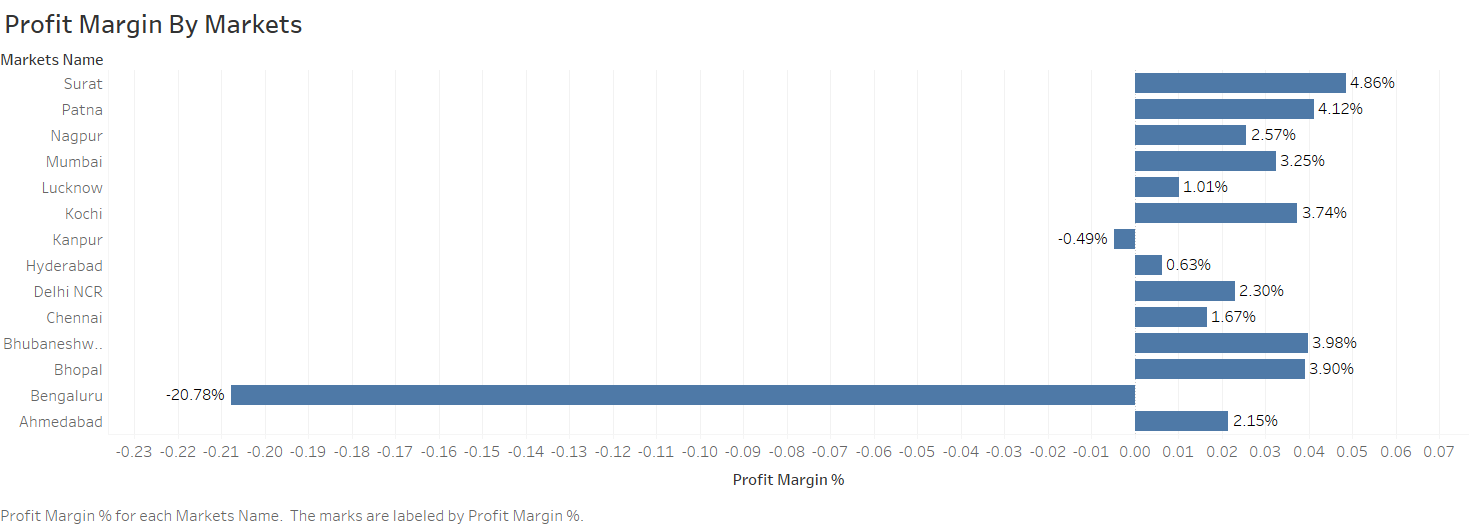 Profit Margin By Markets
Markets Name
Surat 4.86%
Patna 4.12%
Nagpur 2.57%
Mumbai 3.25%
Lucknow 1.01%
Kochi 3.74%
Kanpur -0.49%
Hyderabad 0.63%
Delhi NCR 2.30%
Chennai 1.67%
Bhubaneshw.. 3.98%
Bhopal 3.90%
Bengaluru -20.78%
Ahmedabad 2.15%
-0.23 -0.22 -0.21 -0.20 -0.19 -0.18 -0.17 -0.16 -0.15 -0.14 -0.13 -0.12 -0.11 -0.10 -0.09 -0.08 -0.07 -0.06 -0.05 -0.04 -0.03 -0.02 -0.01 0.00 0.01 0.02 0.03 0.04 0.05 0.06 0.07
Profit Margin %
Profit Margin % for each Markets Name.  The marks are labeled by Profit Margin %.